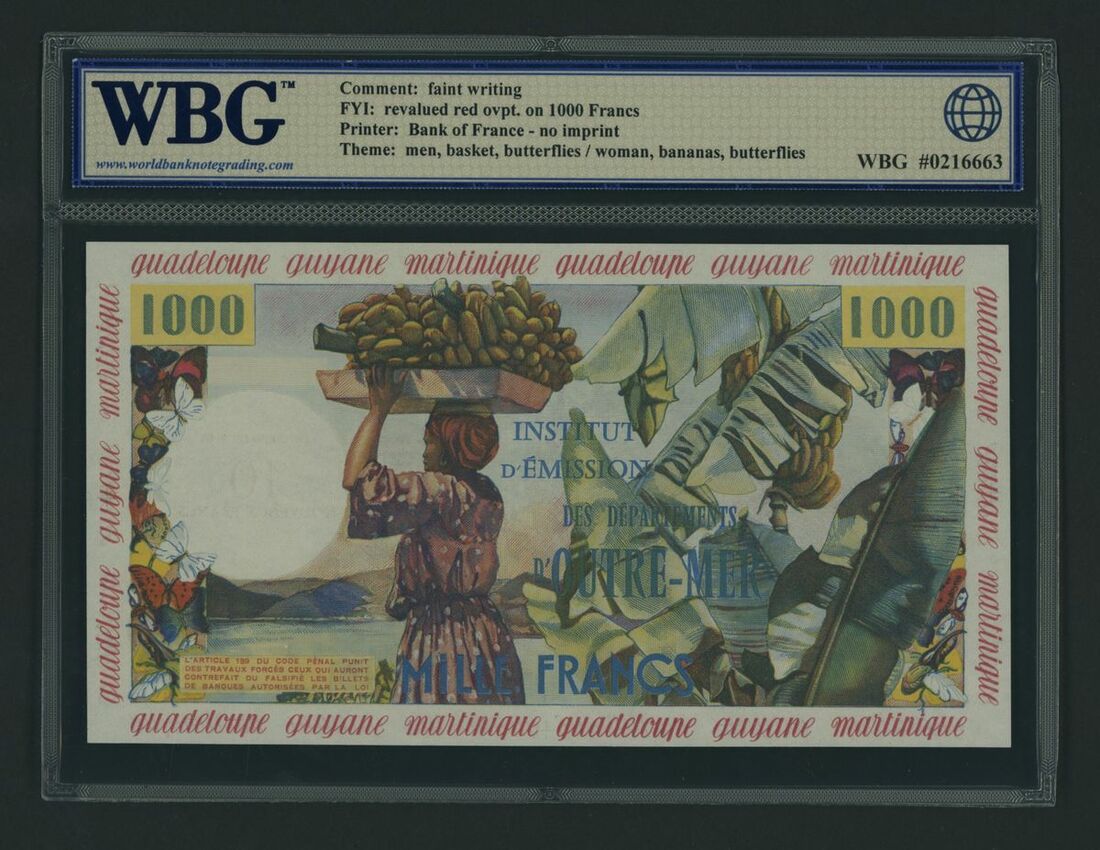 WBG™
www.worldbanknotegrading.com
Comment: faint writing
FYI: revalued red ovpt. on 1000 Francs
Printer: Bank of France - no imprint
Theme: men, basket, butterflies / woman, bananas, butterflies
WBG #0216663
guadeloupe guyane martinique guadeloupe guyane martinique
1000
1000
guadeloupe guyane martinique
guadeloupe guyane martinique
INSTITUT
D'ÉMISSION
DES DÉPARTEMENTS
D'OUTRE-MER
L'ARTICLE 139 DU CODE PÉNAL PUNIT
DES TRAVAUX FORCÉS CEUX QUI AURONT
CONTREFAIT OU FALSIFIÉ LES BILLETS
DE BANQUES AUTORISÉES PAR LA LOI
MILLE FRANCS
guadeloupe guyane martinique guadeloupe guyane martinique